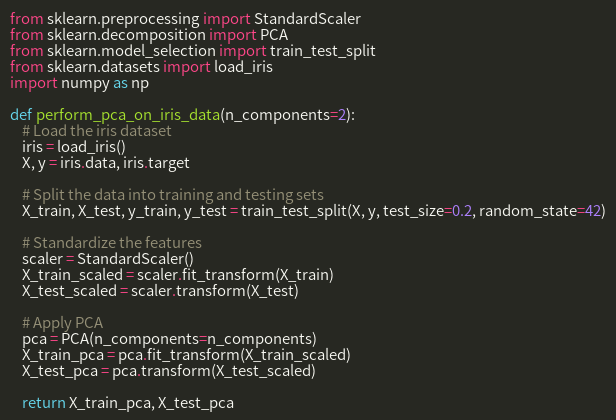 from sklearn.preprocessing import StandardScaler
from sklearn.decomposition import PCA
from sklearn.model_selection import train_test_split
from sklearn.datasets import load_iris
import numpy as np

def perform_pca_on_iris_data(n_components=2):
    # Load the iris dataset
    iris = load_iris()
    X, y = iris.data, iris.target

    # Split the data into training and testing sets
    X_train, X_test, y_train, y_test = train_test_split(X, y, test_size=0.2, random_state=42)

    # Standardize the features
    scaler = StandardScaler()
    X_train_scaled = scaler.fit_transform(X_train)
    X_test_scaled = scaler.transform(X_test)

    # Apply PCA
    pca = PCA(n_components=n_components)
    X_train_pca = pca.fit_transform(X_train_scaled)
    X_test_pca = pca.transform(X_test_scaled)

    return X_train_pca, X_test_pca